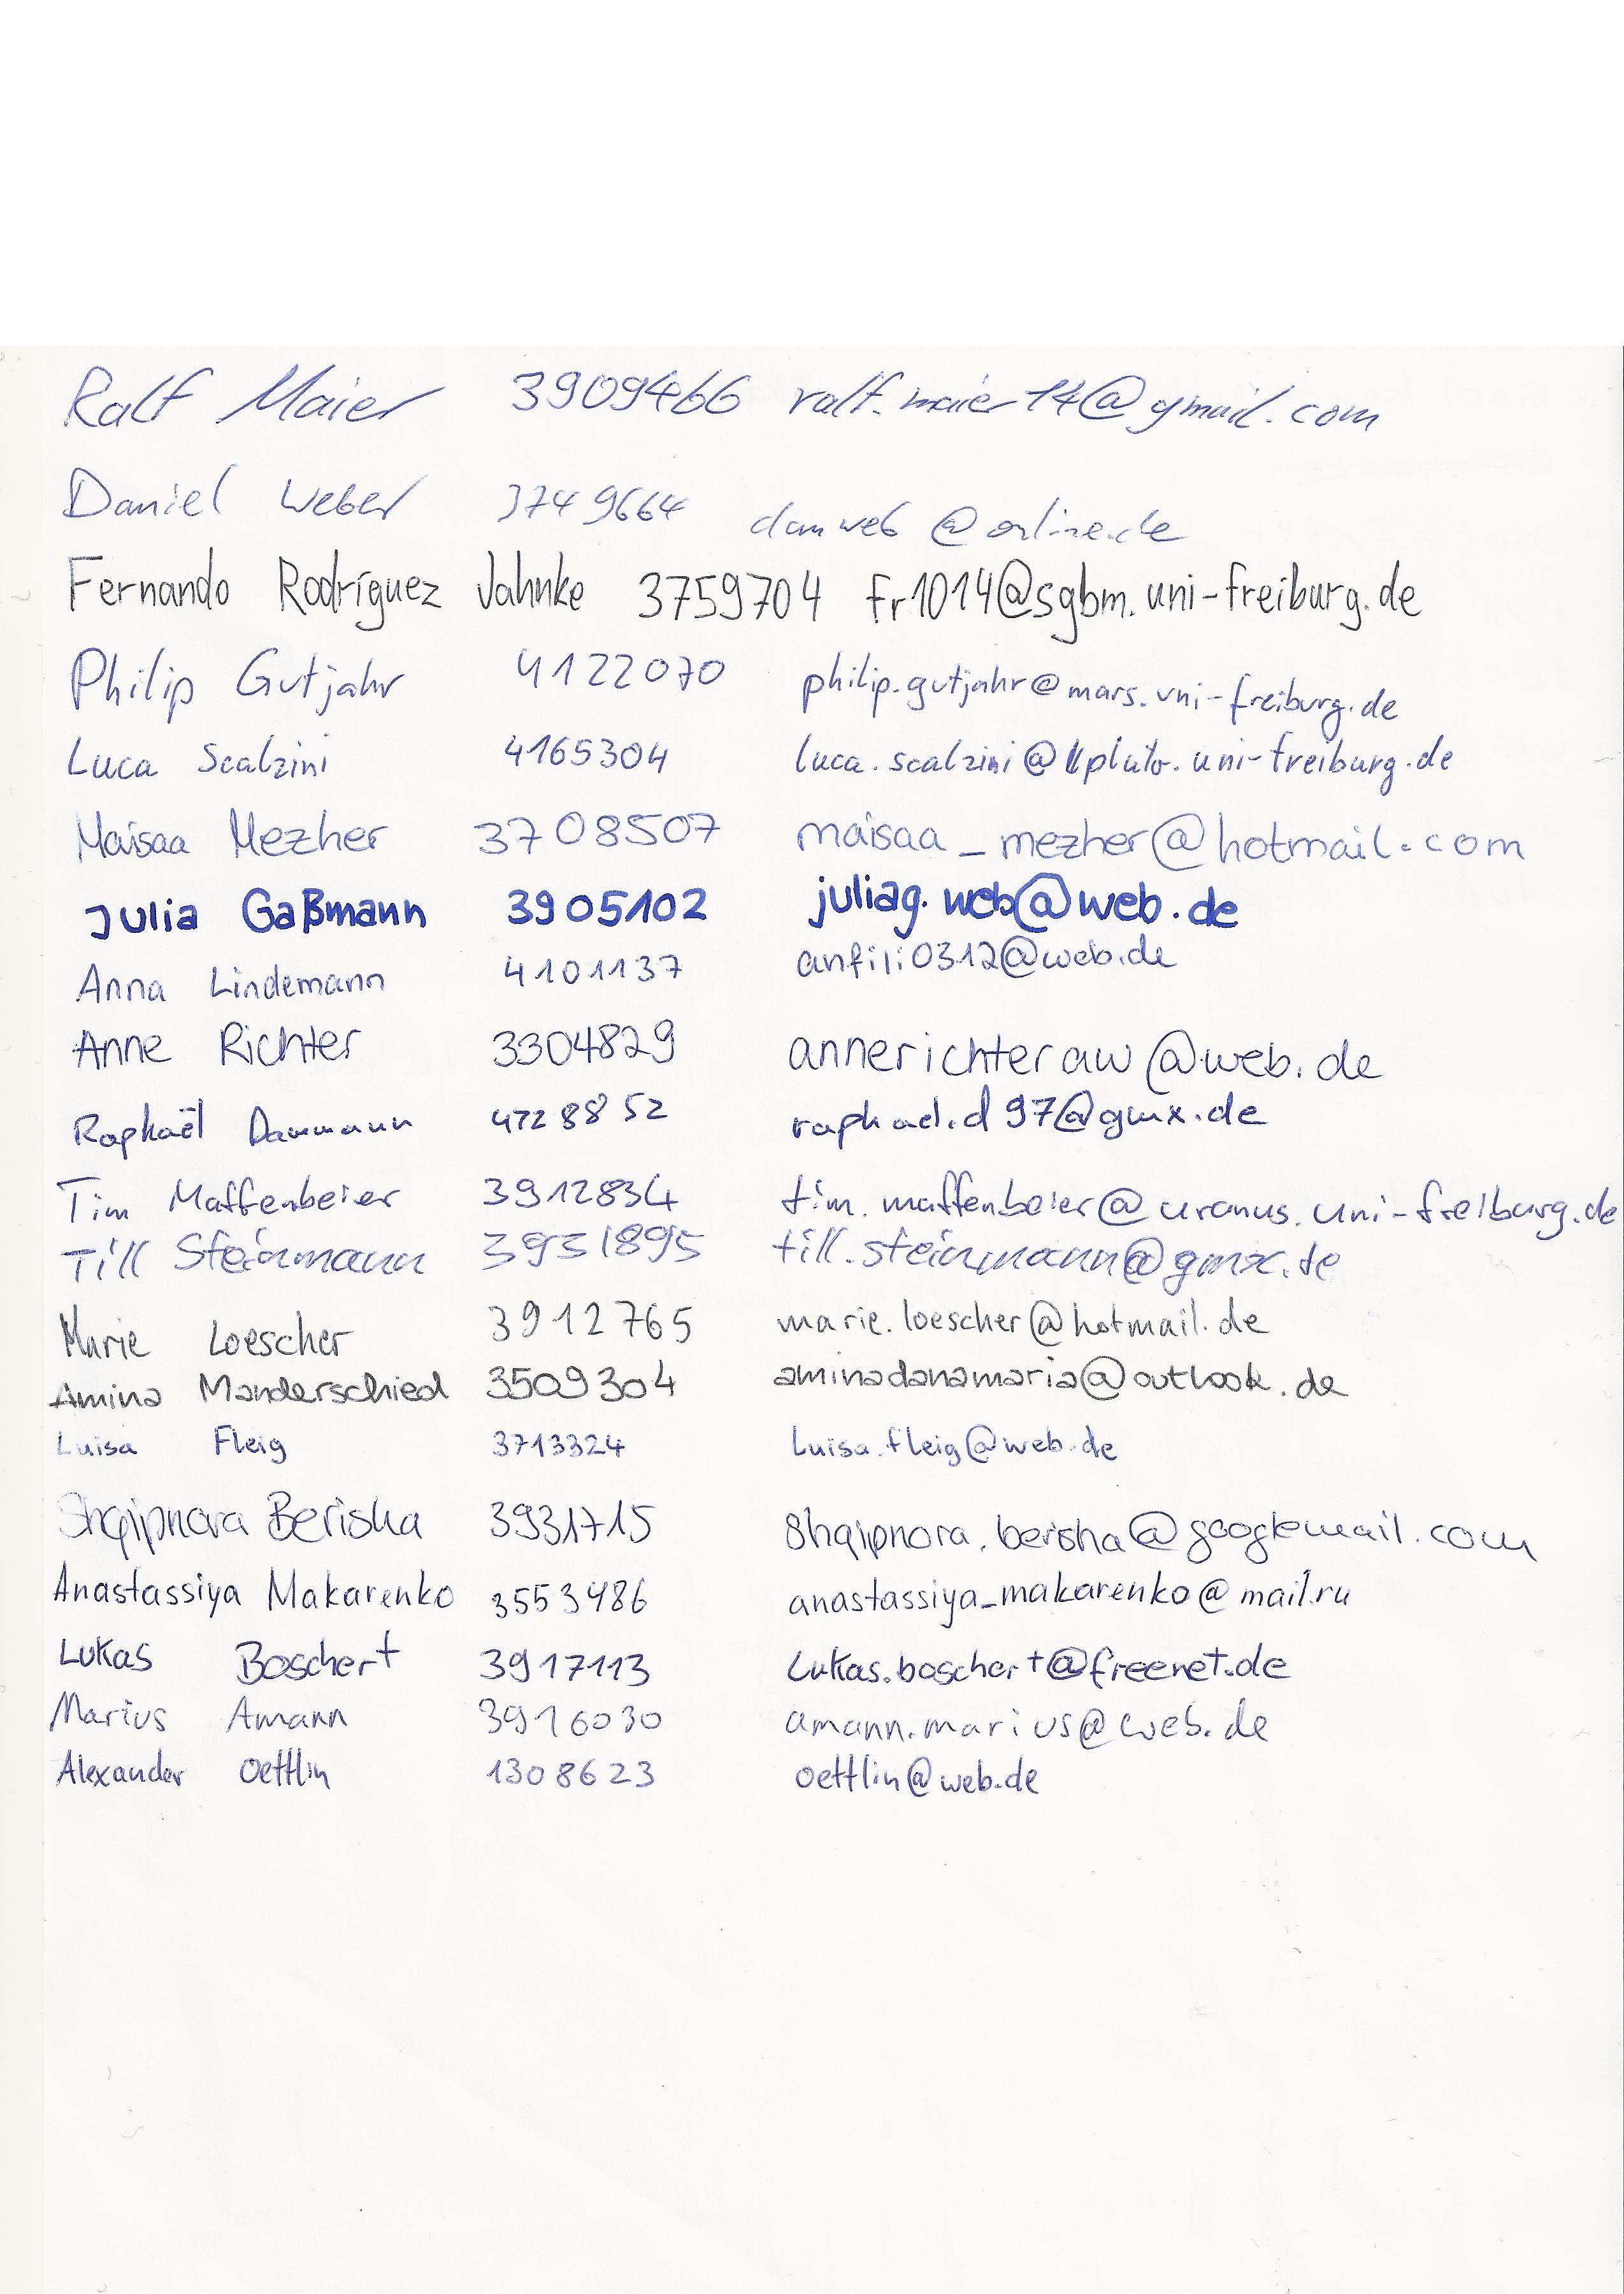 Ralf Maier 3909466 ralf.maier14@gmail.com
Daniel Weber 3749664 danweb@online.de
Fernando Rodríguez Jahnke 3759704 fr1014@sgbm.uni-freiburg.de
Philip Gutjahr 4122070 philip.gutjahr@mars.uni-freiburg.de
Luca Scalzini 4165304 luca.scalzini@pluto.uni-freiburg.de
Maisaa Mezher 3708507 maisaa_mezher@hotmail.com
Julia Gaßmann 3905102 juliag.web@web.de
Anna Lindemann 4101137 anfili0312@web.de
Anne Richter 3304829 annerichteraw@web.de
Raphaël Dammann 4728852 raphael.d97@gmx.de
Tim Maffenbeier 3912834 tim.maffenbeier@uranus.uni-freiburg.de
Till Steinmann 3931895 till.steinmann@gmx.de
Marie Loescher 3912765 marie.loescher@hotmail.de
Amina Manderschied 3509304 aminadanamaria@outlook.de
Luisa Fleig 3713324 luisa.fleig@web.de
Shqipnora Berisha 3931715 shqipnora.berisha@googlemail.com
Anastassiya Makarenko 3553486 anastassiya_makarenko@mail.ru
Lukas Boschert 3917113 Lukas.boschert@freenet.de
Marius Amann 3916030 amann.marius@web.de
Alexander Oettlin 1308623 oettlin@web.de